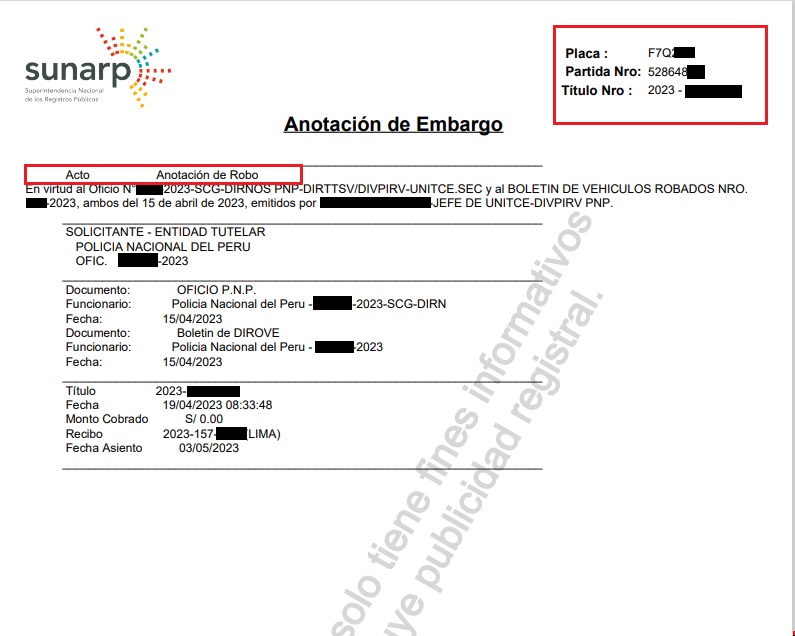 sunarp
Superintendencia Nacional
de los Registros Públicos
Placa : F7Q2
Partida Nro: 528648
Título Nro : 2023 -
Anotación de Embargo
Acto Anotación de Robo
En virtud al Oficio N° 2023-SCG-DIRNOS PNP-DIRTTSV/DIVPIRV-UNITCE.SEC y al BOLETIN DE VEHICULOS ROBADOS NRO.
-2023, ambos del 15 de abril de 2023, emitidos por -JEFE DE UNITCE-DIVPIRV PNP.
SOLICITANTE - ENTIDAD TUTELAR
POLICIA NACIONAL DEL PERU
OFIC. -2023
Documento: OFICIO P.N.P.
Funcionario: Policia Nacional del Peru - -2023-SCG-DIRN
Fecha: 15/04/2023
Documento: Boletin de DIROVE
Funcionario: Policia Nacional del Peru - -2023
Fecha: 15/04/2023
Título 2023-
Fecha 19/04/2023 08:33:48
Monto Cobrado S/ 0.00
Recibo 2023-157- (LIMA)
Fecha Asiento 03/05/2023
solo tiene fines informativos
uye publicidad registral.